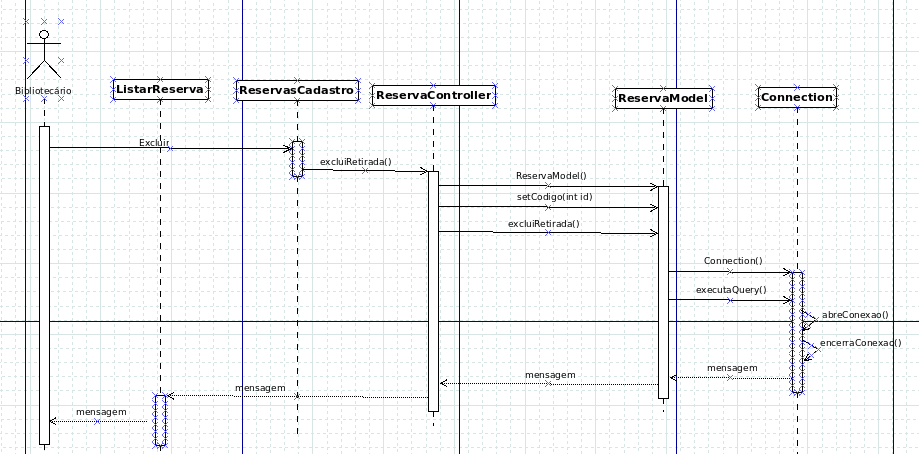 Bibliotecário
ListarReserva
ReservasCadastro
ReservaController
ReservaModel
Connection
Excluir
excluiRetirada()
ReservaModel()
setCodigo(int id)
excluiRetirada()
Connection()
executaQuery()
abreConexao()
encerraConexao()
mensagem
mensagem
mensagem
mensagem